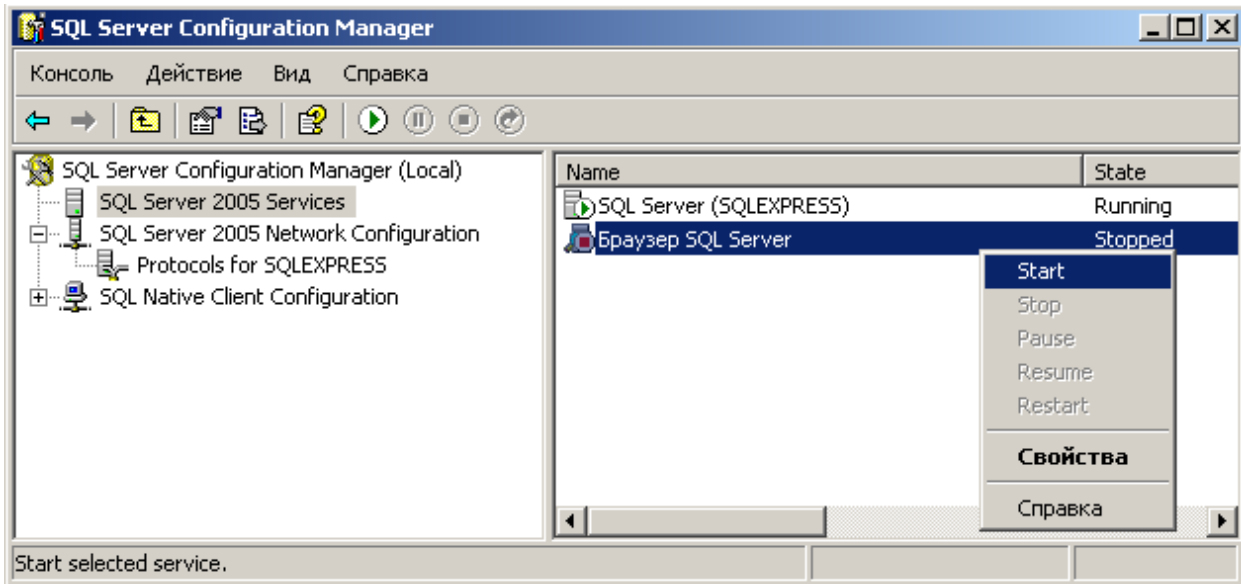 SQL Server Configuration Manager
Консоль Действие Вид Справка
SQL Server Configuration Manager (Local)
SQL Server 2005 Services
SQL Server 2005 Network Configuration
Protocols for SQLEXPRESS
SQL Native Client Configuration
Name State
SQL Server (SQLEXPRESS) Running
Браузер SQL Server Stopped
Start
Stop
Pause
Resume
Restart
Свойства
Справка
Start selected service.